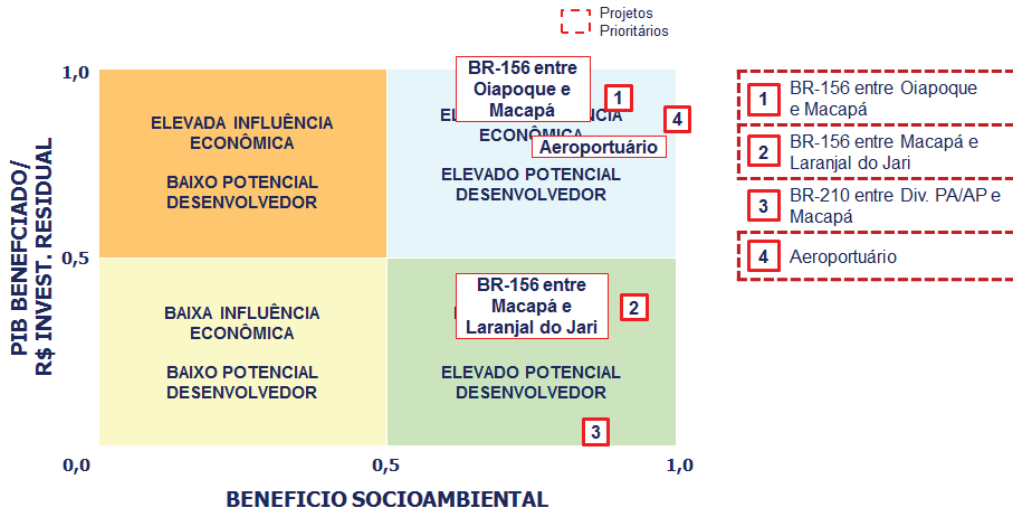 Projetos
Prioritários
1,0
BR-156 entre
Oiapoque e
Macapá
1
4
ELEVADA INFLUÊNCIA
ECONÔMICA
BAIXO POTENCIAL
DESENVOLVEDOR
EL
NCIA
ECONÔMICA
Aeroportuário
ELEVADO POTENCIAL
DESENVOLVEDOR
PIB BENEFCIADO/
R$ INVEST. RESIDUAL
0,5
BAIXA INFLUÊNCIA
ECONÔMICA
BAIXO POTENCIAL
DESENVOLVEDOR
BR-156 entre
Macapá e
Laranjal do Jari
2
ELEVADO POTENCIAL
DESENVOLVEDOR
3
0,0
0,5
1,0
BENEFICIO SOCIOAMBIENTAL
1 BR-156 entre Oiapoque
e Macapá
2 BR-156 entre Macapá e
Laranjal do Jari
3 BR-210 entre Div. PA/AP e
Macapá
4 Aeroportuário